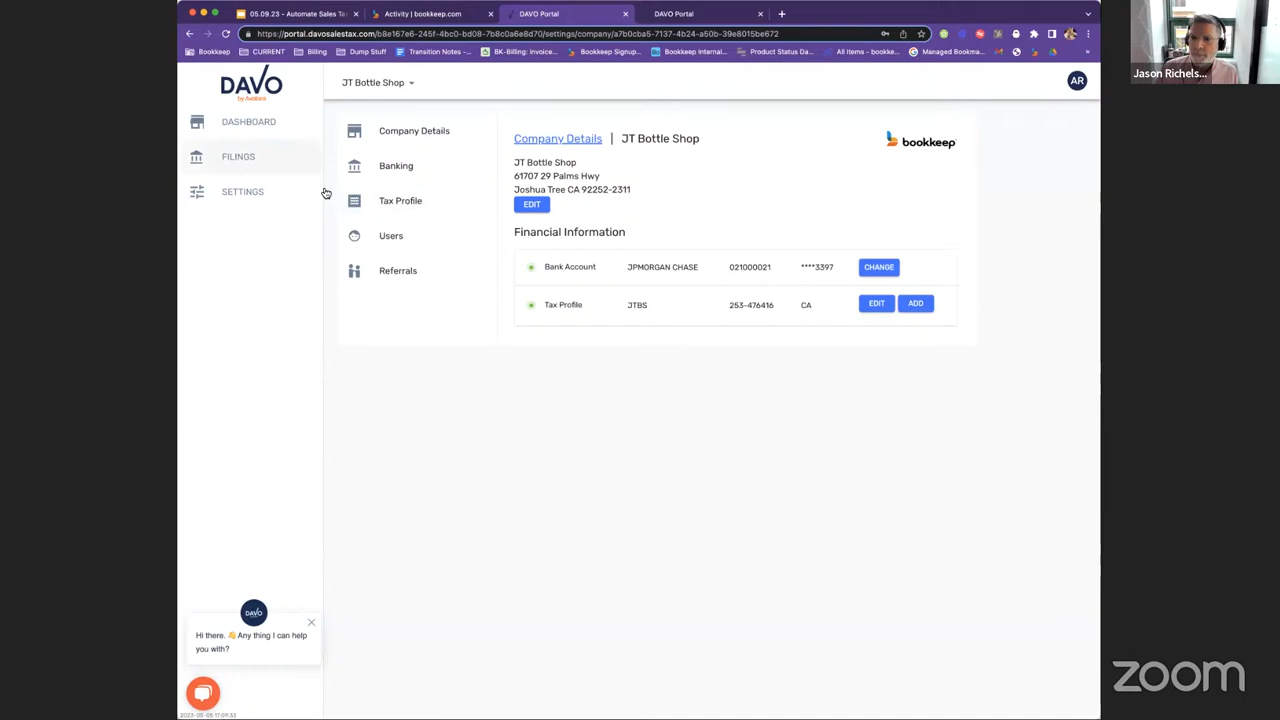 05.09.23 - Automate Sales Ta
Activity | bookkeep.com
DAVO Portal
DAVO Portal
https://portal.davosalestax.com/b8e167e6-245f-4bc0-bd08-7b8c0a6e8d70/settings/company/a7b0cba5-7137-4b24-a50b-39e8015be672
Bookkeep
CURRENT
Billing
Dump Stuff
Transition Notes –...
BK-Billing: invoice...
Bookkeep Signup...
Bookkeep Internal...
Product Status Da...
All Items - bookke...
Managed Bookma...
Jason Richels...
DAVO
by Avalara
JT Bottle Shop
AR
DASHBOARD
FILINGS
SETTINGS
Company Details
Banking
Tax Profile
Users
Referrals
Company Details | JT Bottle Shop
bookkeep
JT Bottle Shop
61707 29 Palms Hwy
Joshua Tree CA 92252-2311
EDIT
Financial Information
Bank Account JPMORGAN CHASE 021000021 ****3397 CHANGE
Tax Profile JTBS 253-476416 CA EDIT ADD
DAVO
Hi there. 👋 Any thing I can help
you with?
2023-05-05 17:09:33
zoom